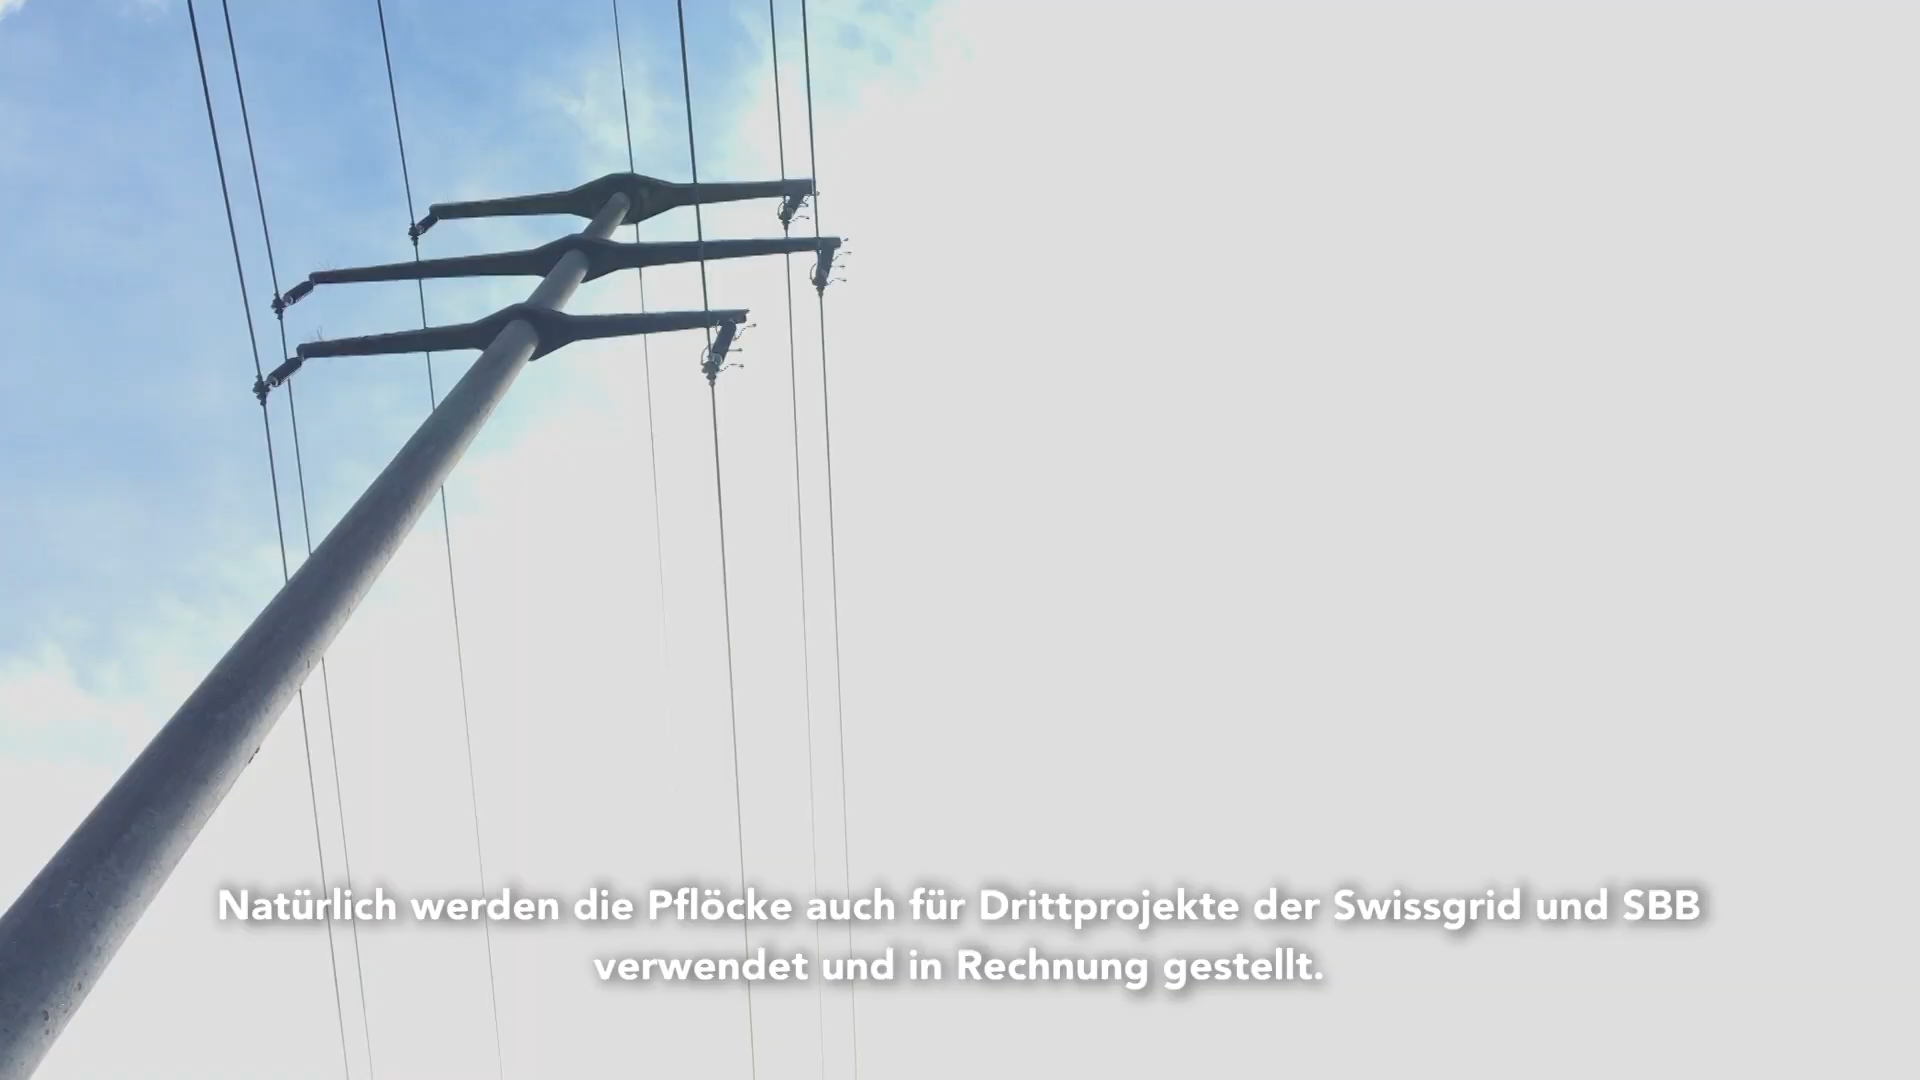 Natürlich werden die Pflöcke auch für Drittprojekte der Swissgrid und SBB
verwendet und in Rechnung gestellt.